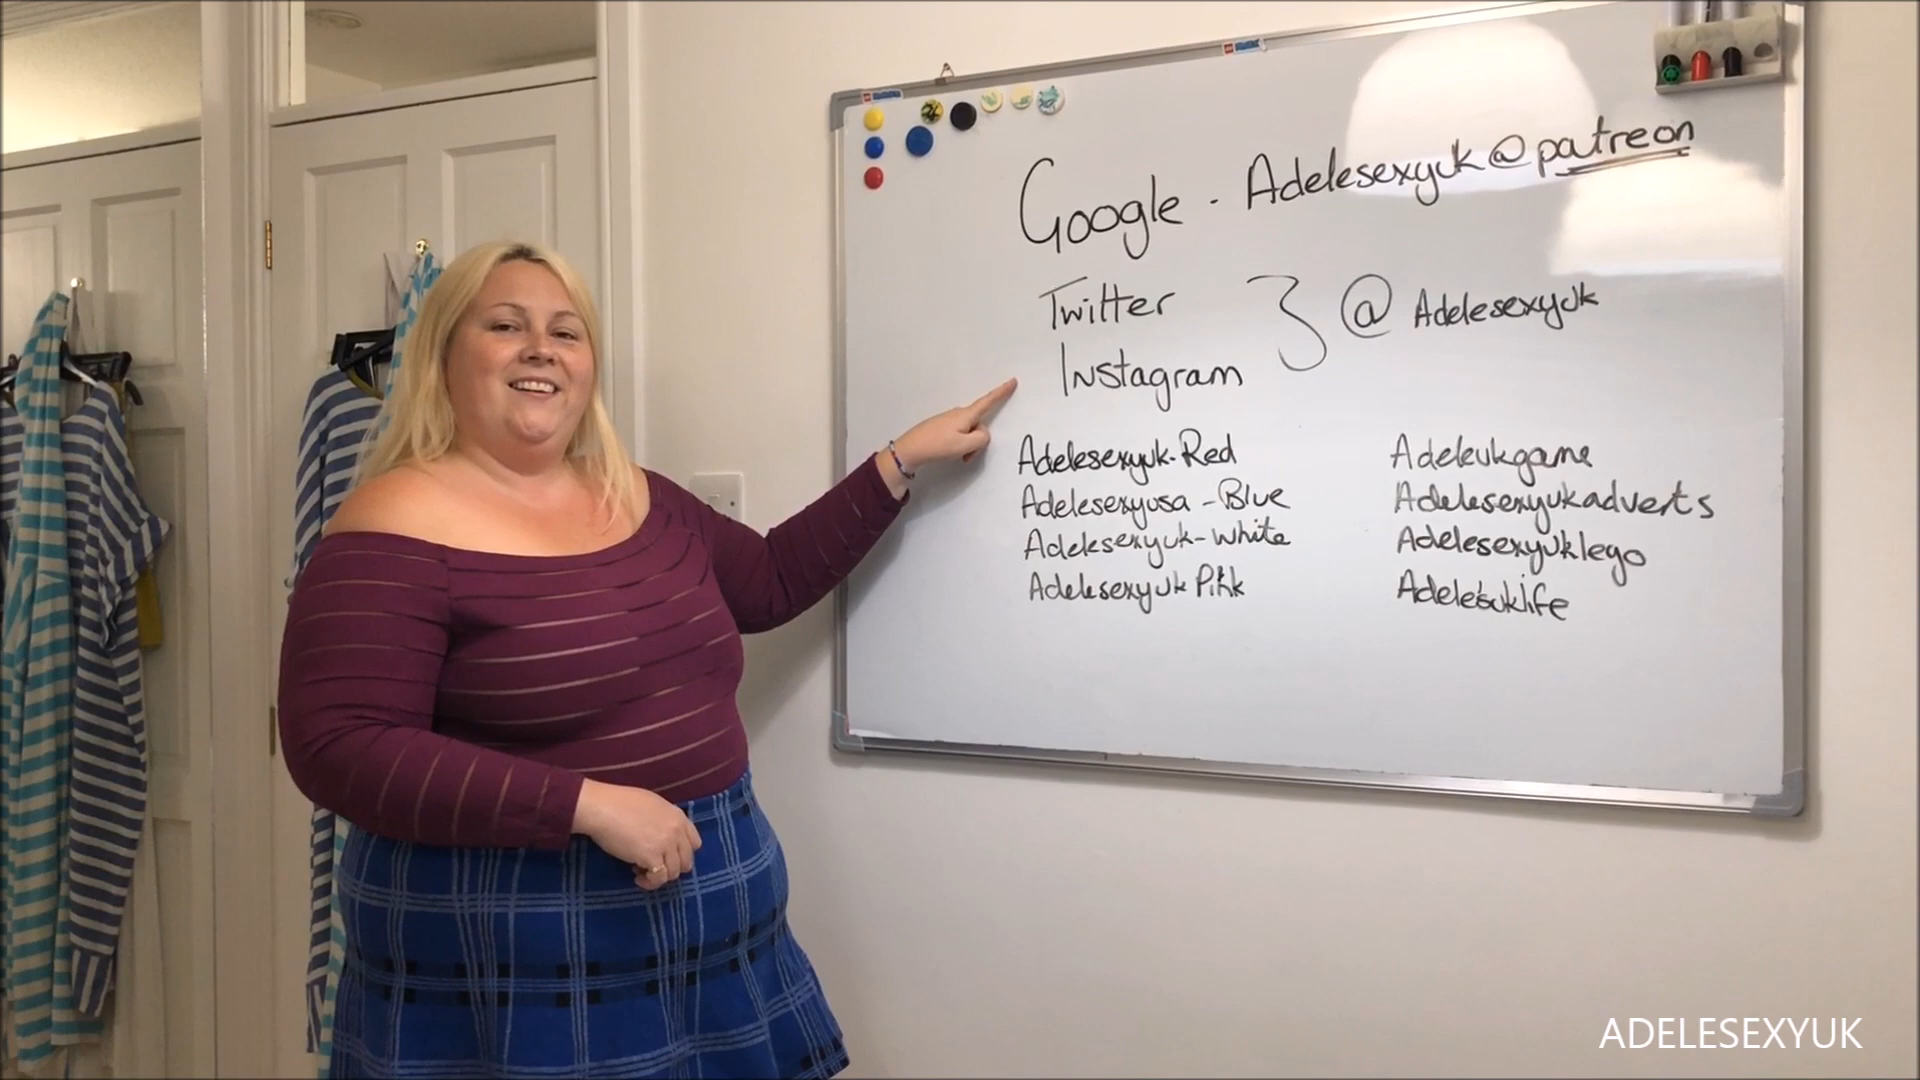 Google - Adelesexyuk@patreon
Twitter
Instagram
@ Adelesexyuk
Adelesexyuk-Red
Adelesexyusa - Blue
Adelesexyuk-White
Adelesexyuk Pink
Adeleukgame
Adelesexyukadverts
Adelesexyuklego
Adelesuklife
ADELESEXYUK